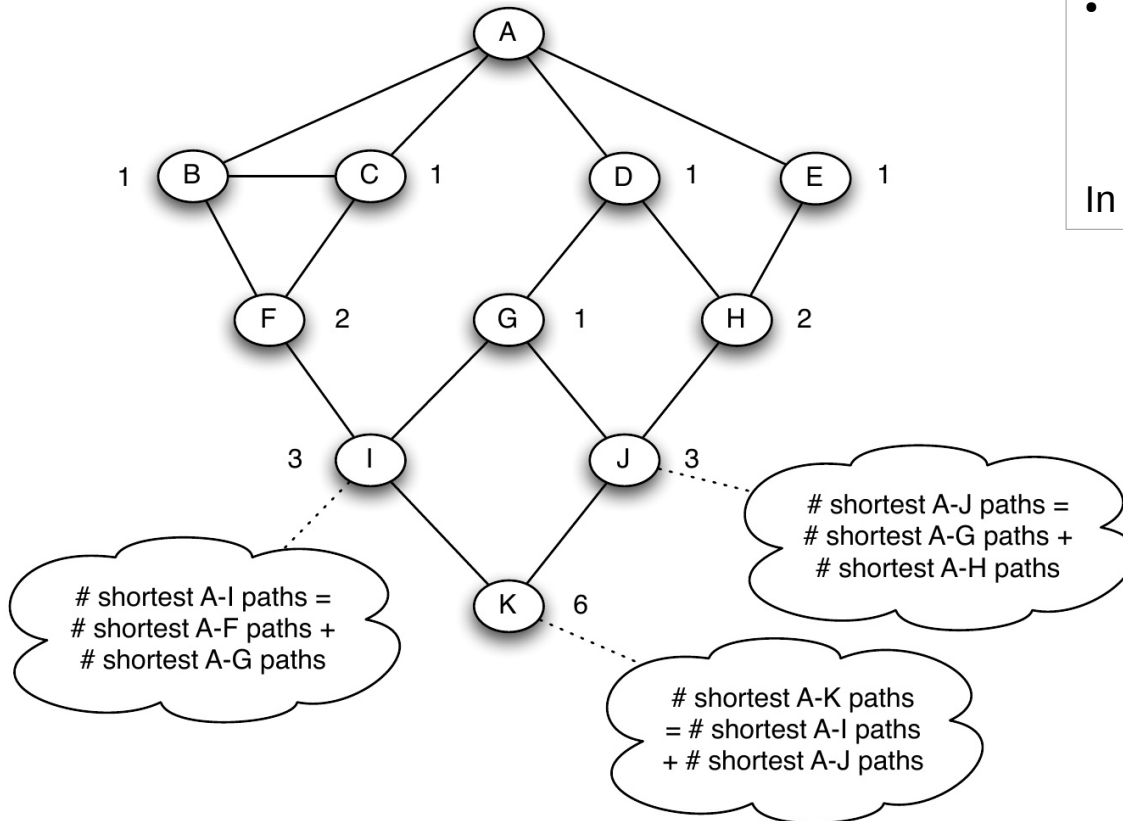 A
•
In
1 B C 1 D 1 E 1
F 2 G 1 H 2
3 I J 3
# shortest A-J paths =
# shortest A-G paths +
# shortest A-H paths
# shortest A-I paths =
# shortest A-F paths +
# shortest A-G paths
K 6
# shortest A-K paths
= # shortest A-I paths
+ # shortest A-J paths